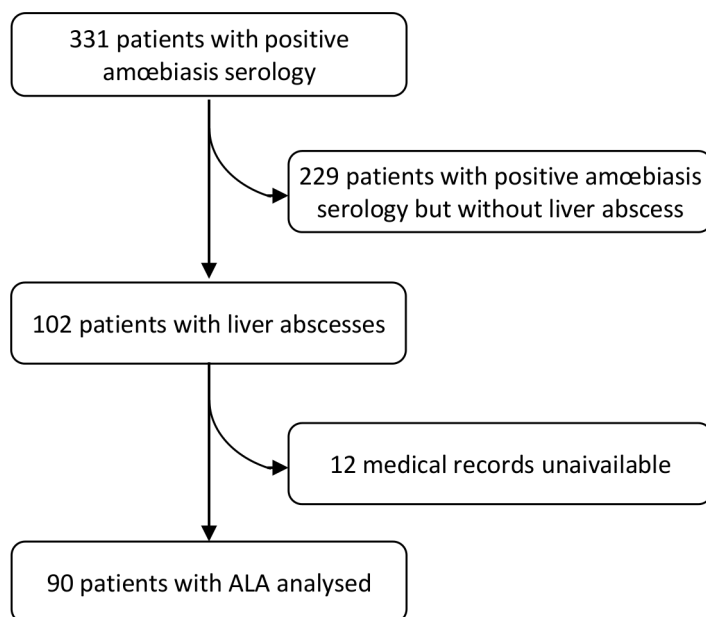 331 patients with positive
amœbiasis serology
229 patients with positive amœbiasis
serology but without liver abscess
102 patients with liver abscesses
12 medical records unaivailable
90 patients with ALA analysed